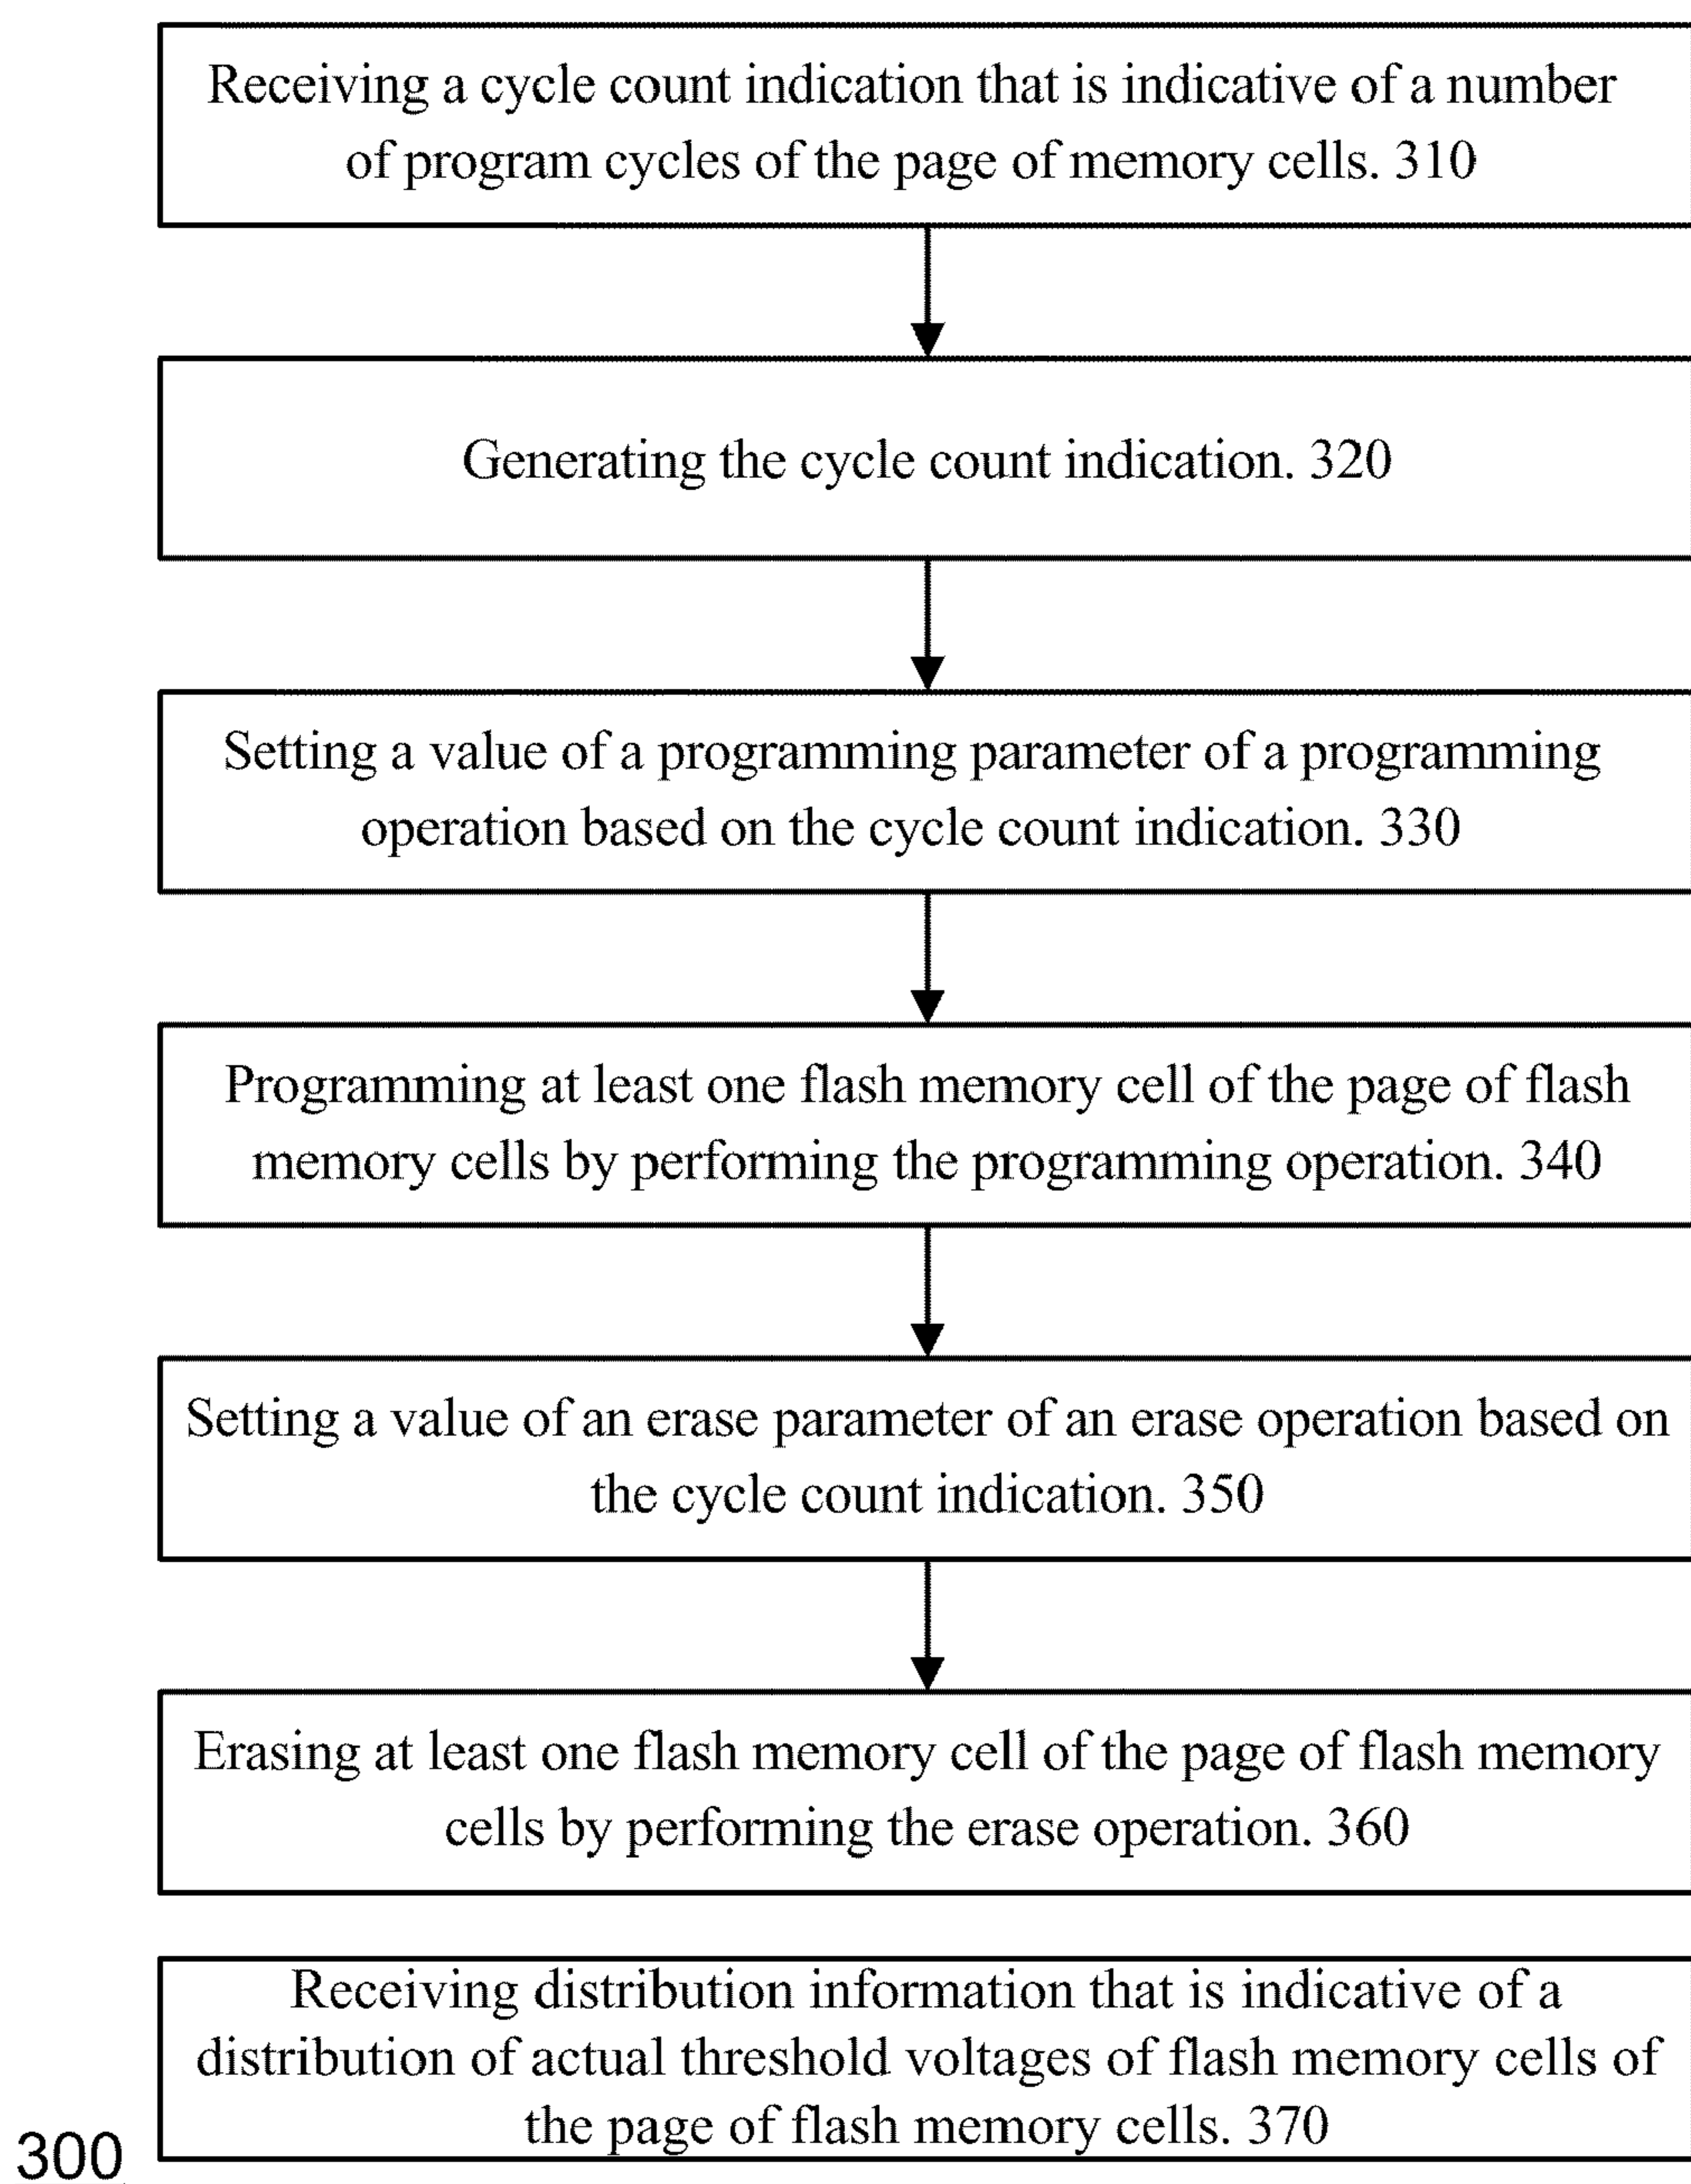 Receiving a cycle count indication that is indicative of a number
of program cycles of the page of memory cells. 310
Generating the cycle count indication. 320
Setting a value of a programming parameter of a programming
operation based on the cycle count indication. 330
Programming at least one flash memory cell of the page of flash
memory cells by performing the programming operation. 340
Setting a value of an erase parameter of an erase operation based on
the cycle count indication. 350
Erasing at least one flash memory cell of the page of flash memory
cells by performing the erase operation. 360
Receiving distribution information that is indicative of a
distribution of actual threshold voltages of flash memory cells of
the page of flash memory cells. 370
300